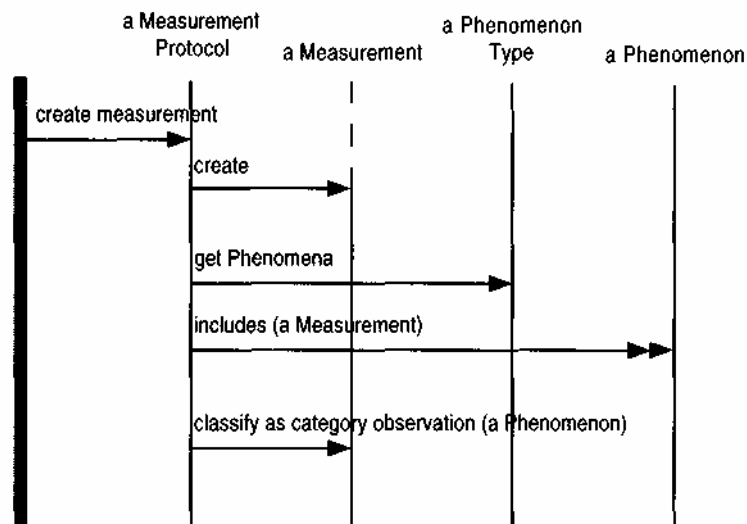 a Measurement
Protocol
a Measurement
a Phenomenon
Type
a Phenomenon
create measurement
create
get Phenomena
includes (a Measurement)
classify as category observation (a Phenomenon)